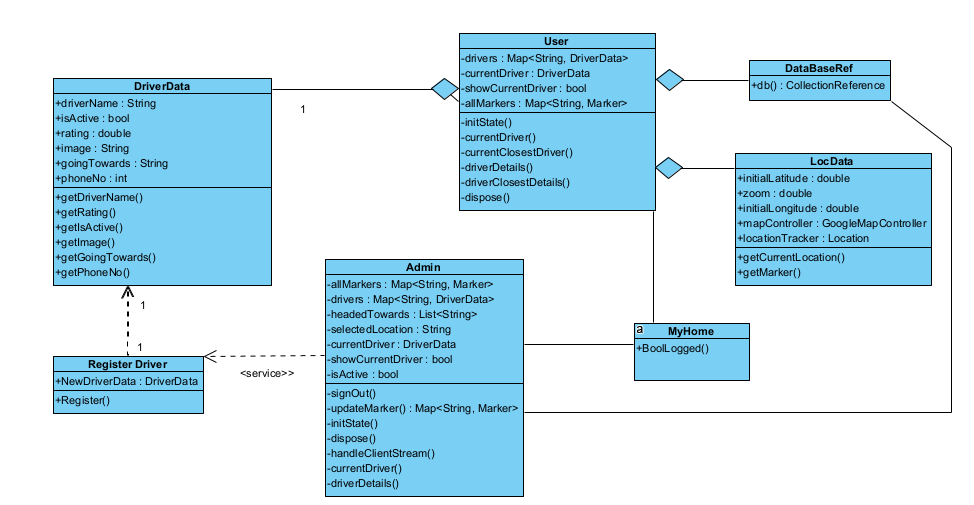 User
-drivers : Map<String, DriverData>
-currentDriver : DriverData
-showCurrentDriver : bool
-allMarkers : Map<String, Marker>
-initState()
-currentDriver()
-currentClosestDriver()
-driverDetails()
-driverClosestDetails()
-dispose()
DataBaseRef
+db() : CollectionReference
DriverData
+driverName : String
+isActive : bool
+rating : double
+image : String
+goingTowards : String
+phoneNo : int
+getDriverName()
+getRating()
+getIsActive()
+getImage()
+getGoingTowards()
+getPhoneNo()
1
LocData
+initialLatitude : double
+zoom : double
+initialLongitude : double
+mapController : GoogleMapController
+locationTracker : Location
+getCurrentLocation()
+getMarker()
Admin
-allMarkers : Map<String, Marker>
-drivers : Map<String, DriverData>
-headedTowards : List<String>
-selectedLocation : String
-currentDriver : DriverData
-showCurrentDriver : bool
-isActive : bool
-signOut()
-updateMarker() : Map<String, Marker>
-initState()
-dispose()
-handleClientStream()
-currentDriver()
-driverDetails()
1
1
a
MyHome
+BoolLogged()
Register Driver
+NewDriverData : DriverData
+Register()
<service>>